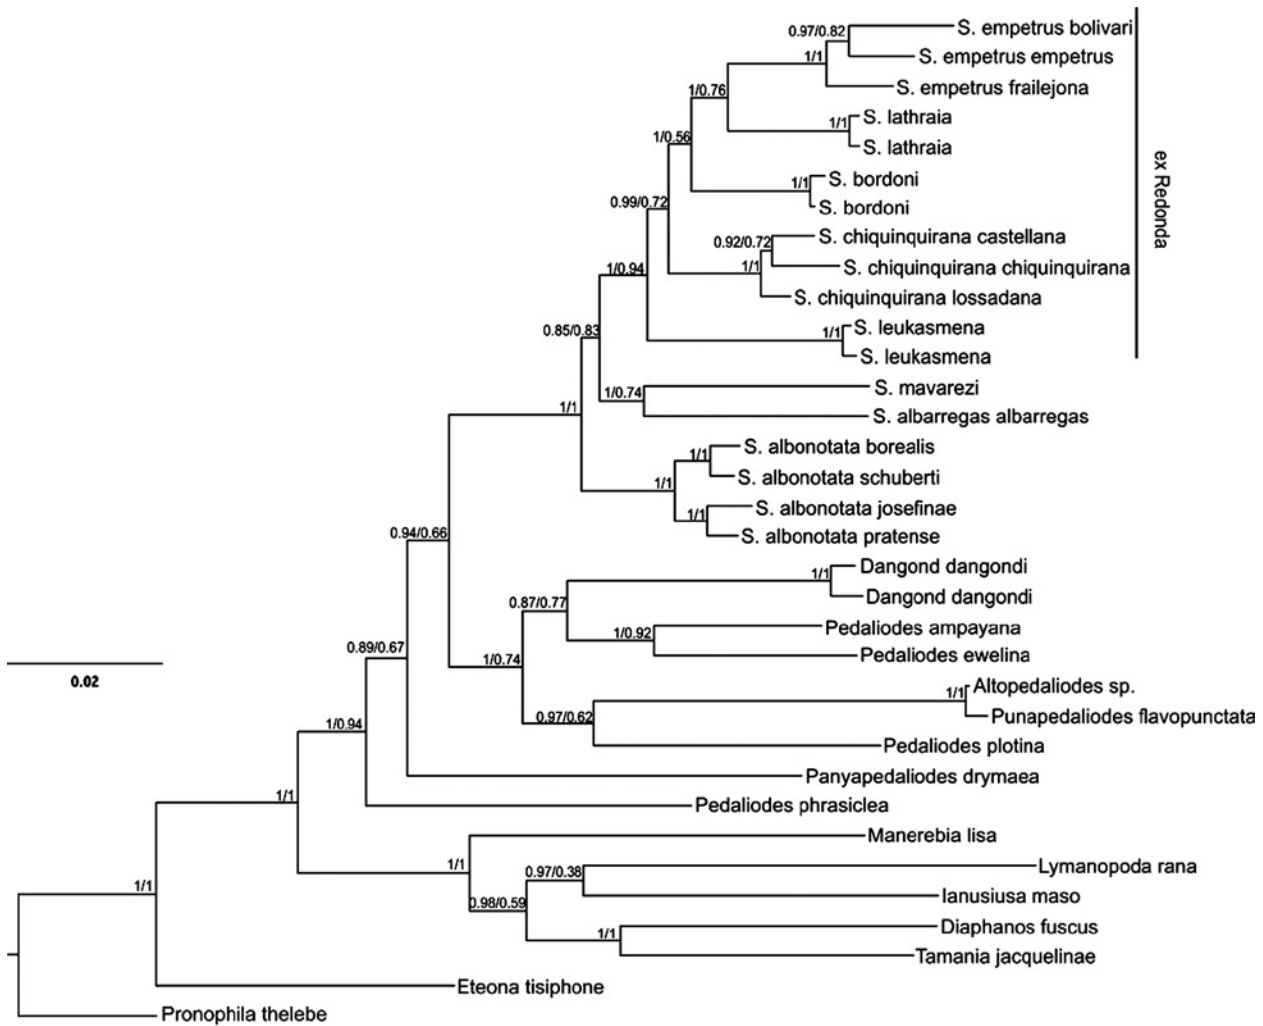 0.97/0.82
S. empetrus bolivari
1/1
S. empetrus empetrus
S. empetrus frailejona
1/0.76
S. lathraia
1/1
S. lathraia
1/0.56
S. bordoni
1/1
S. bordoni
ex Redonda
0.99/0.72
S. chiquinquirana castellana
0.92/0.72
S. chiquinquirana chiquinquirana
1/1
S. chiquinquirana lossadana
1/0.94
S. leukasmena
1/1
S. leukasmena
0.85/0.83
S. mavarezi
1/0.74
S. albarregas albarregas
1/1
S. albonotata borealis
1/1
S. albonotata schuberti
1/1
S. albonotata josefinae
1/1
S. albonotata pratense
0.94/0.66
Dangond dangondi
1/1
Dangond dangondi
0.87/0.77
Pedaliodes ampayana
1/0.92
Pedaliodes ewelina
0.89/0.67
1/0.74
0.02
Altopedaliodes sp.
1/1
Punapedaliodes flavopunctata
0.97/0.62
Pedaliodes plotina
1/0.94
Panyapedaliodes drymaea
1/1
Pedaliodes phrasiclea
Manerebia lisa
1/1
Lymanopoda rana
0.97/0.38
Ianusiusa maso
0.98/0.59
1/1
Diaphanos fuscus
1/1
Tamania jacquelinae
Eteona tisiphone
Pronophila thelebe